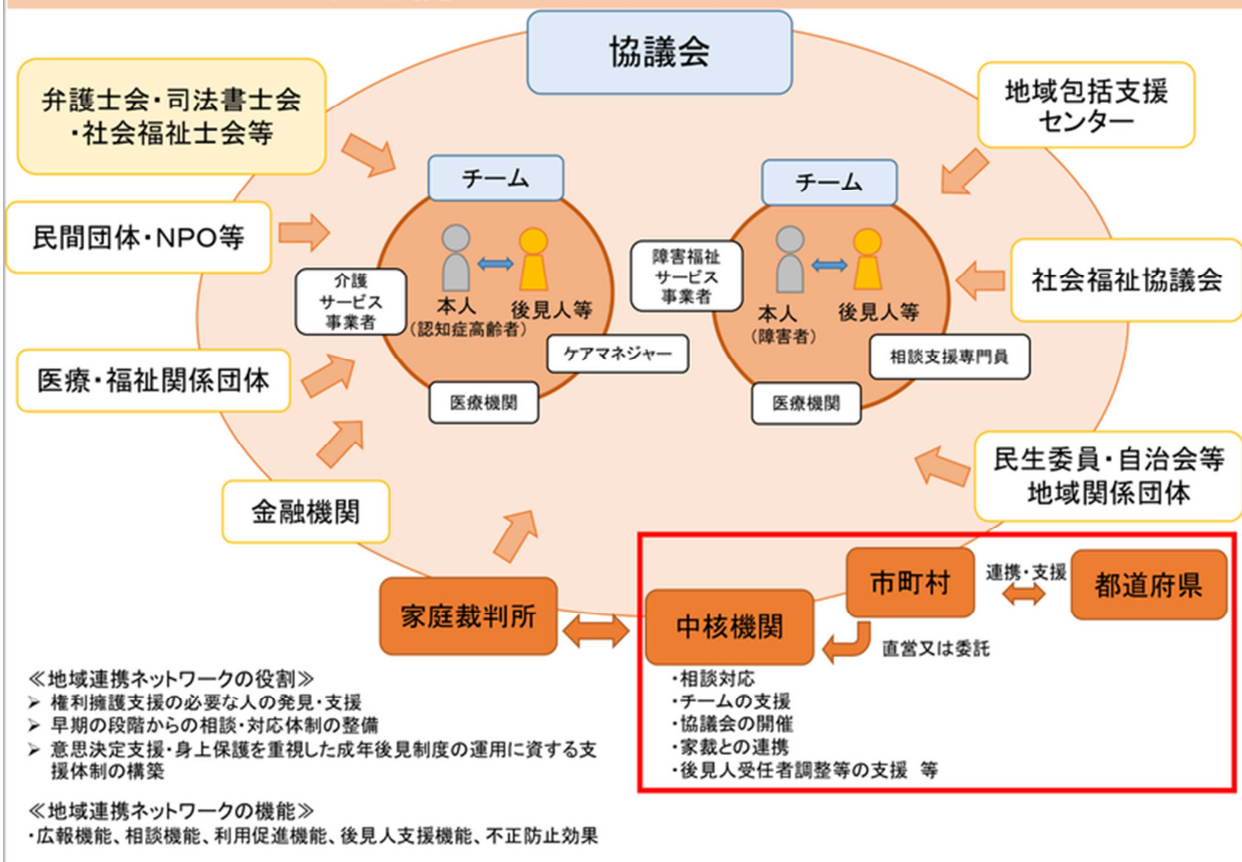 協議会
弁護士会・司法書士会
・社会福祉士会等
地域包括支援
センター
チーム
チーム
民間団体・NPO等
介護
サービス
事業者
本人
(認知症高齢者)
後見人等
障害福祉
サービス
事業者
本人
(障害者)
後見人等
社会福祉協議会
ケアマネジャー
相談支援専門員
医療・福祉関係団体
医療機関
医療機関
金融機関
民生委員・自治会等
地域関係団体
家庭裁判所
中核機関
市町村
連携・支援
都道府県
直営又は委託
・相談対応
・チームの支援
・協議会の開催
・家裁との連携
・後見人受任者調整等の支援 等
≪地域連携ネットワークの役割≫
➢ 権利擁護支援の必要な人の発見・支援
➢ 早期の段階からの相談・対応体制の整備
➢ 意思決定支援・身上保護を重視した成年後見制度の運用に資する支
援体制の構築
≪地域連携ネットワークの機能≫
・広報機能、相談機能、利用促進機能、後見人支援機能、不正防止効果